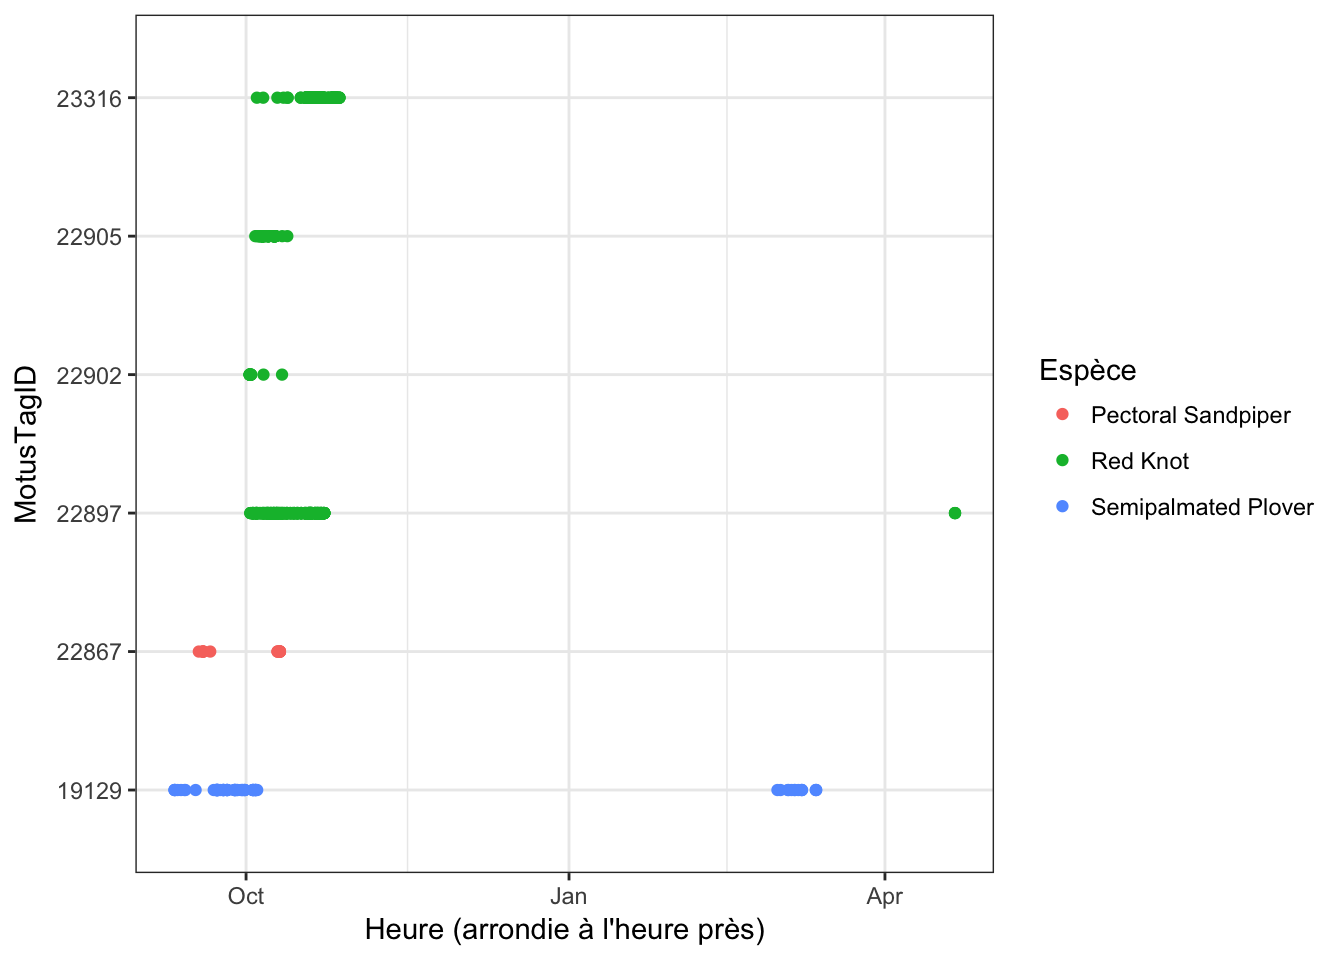 23316
22905
22902
22897
22867
19129
MotusTagID
Oct
Jan
Apr
Heure (arrondie à l'heure près)
Espèce
Pectoral Sandpiper
Red Knot
Semipalmated Plover